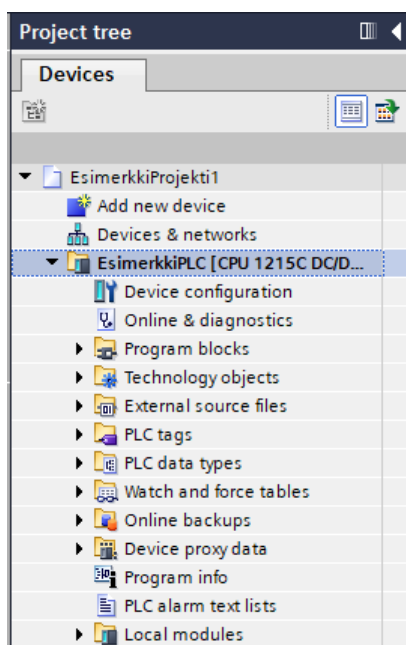 Project tree
Devices
EsimerkkiProjekti1
Add new device
Devices & networks
EsimerkkiPLC [CPU 1215C DC/D...
Device configuration
Online & diagnostics
Program blocks
Technology objects
External source files
PLC tags
PLC data types
Watch and force tables
Online backups
Device proxy data
Program info
PLC alarm text lists
Local modules